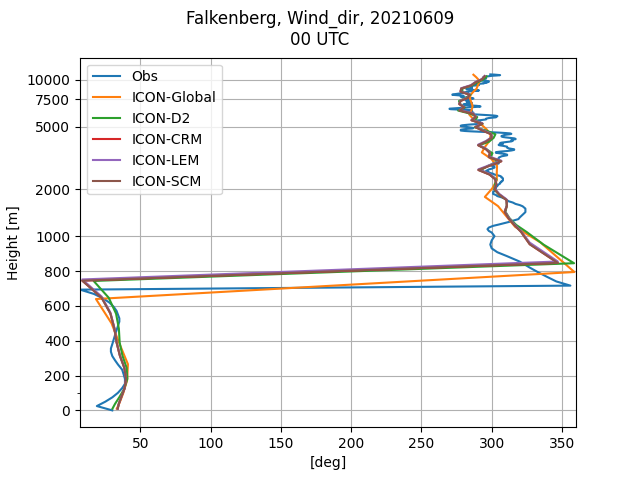 Falkenberg, Wind_dir, 20210609
00 UTC
Obs
ICON-Global
ICON-D2
ICON-CRM
ICON-LEM
ICON-SCM
Height [m]
10000
7500
5000
2000
1000
800
600
400
200
0
50
100
150
200
250
300
350
[deg]